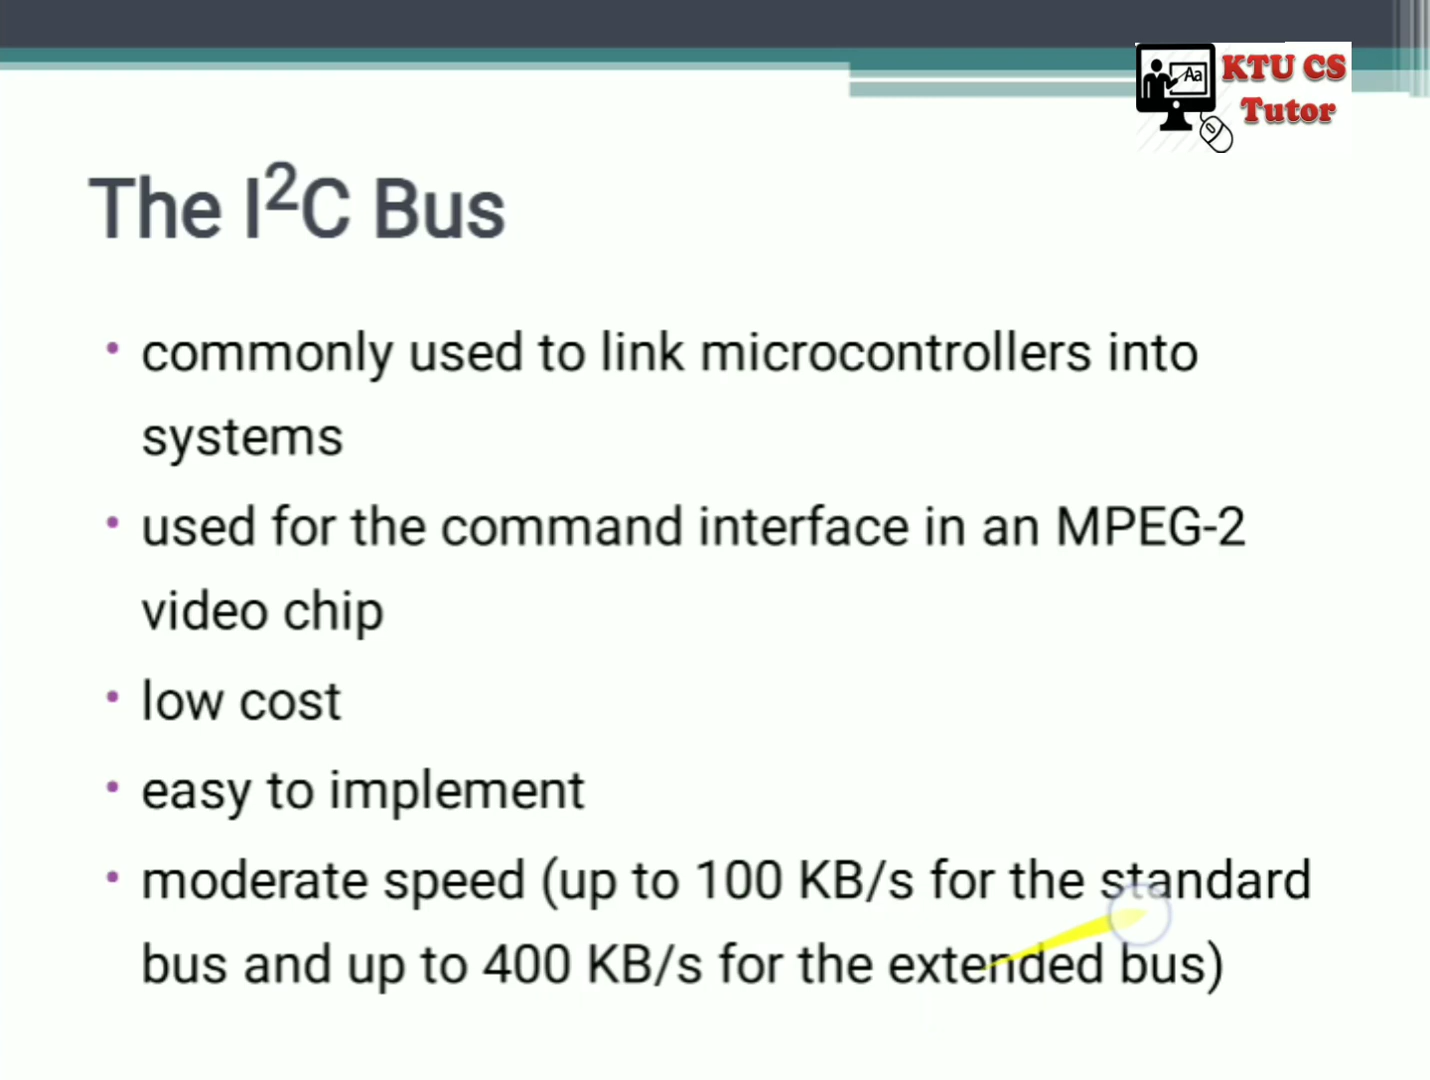 KTU CS
Tutor
Aa
The I²C Bus
• commonly used to link microcontrollers into
systems
• used for the command interface in an MPEG-2
video chip
• low cost
• easy to implement
• moderate speed (up to 100 KB/s for the standard
bus and up to 400 KB/s for the extended bus)